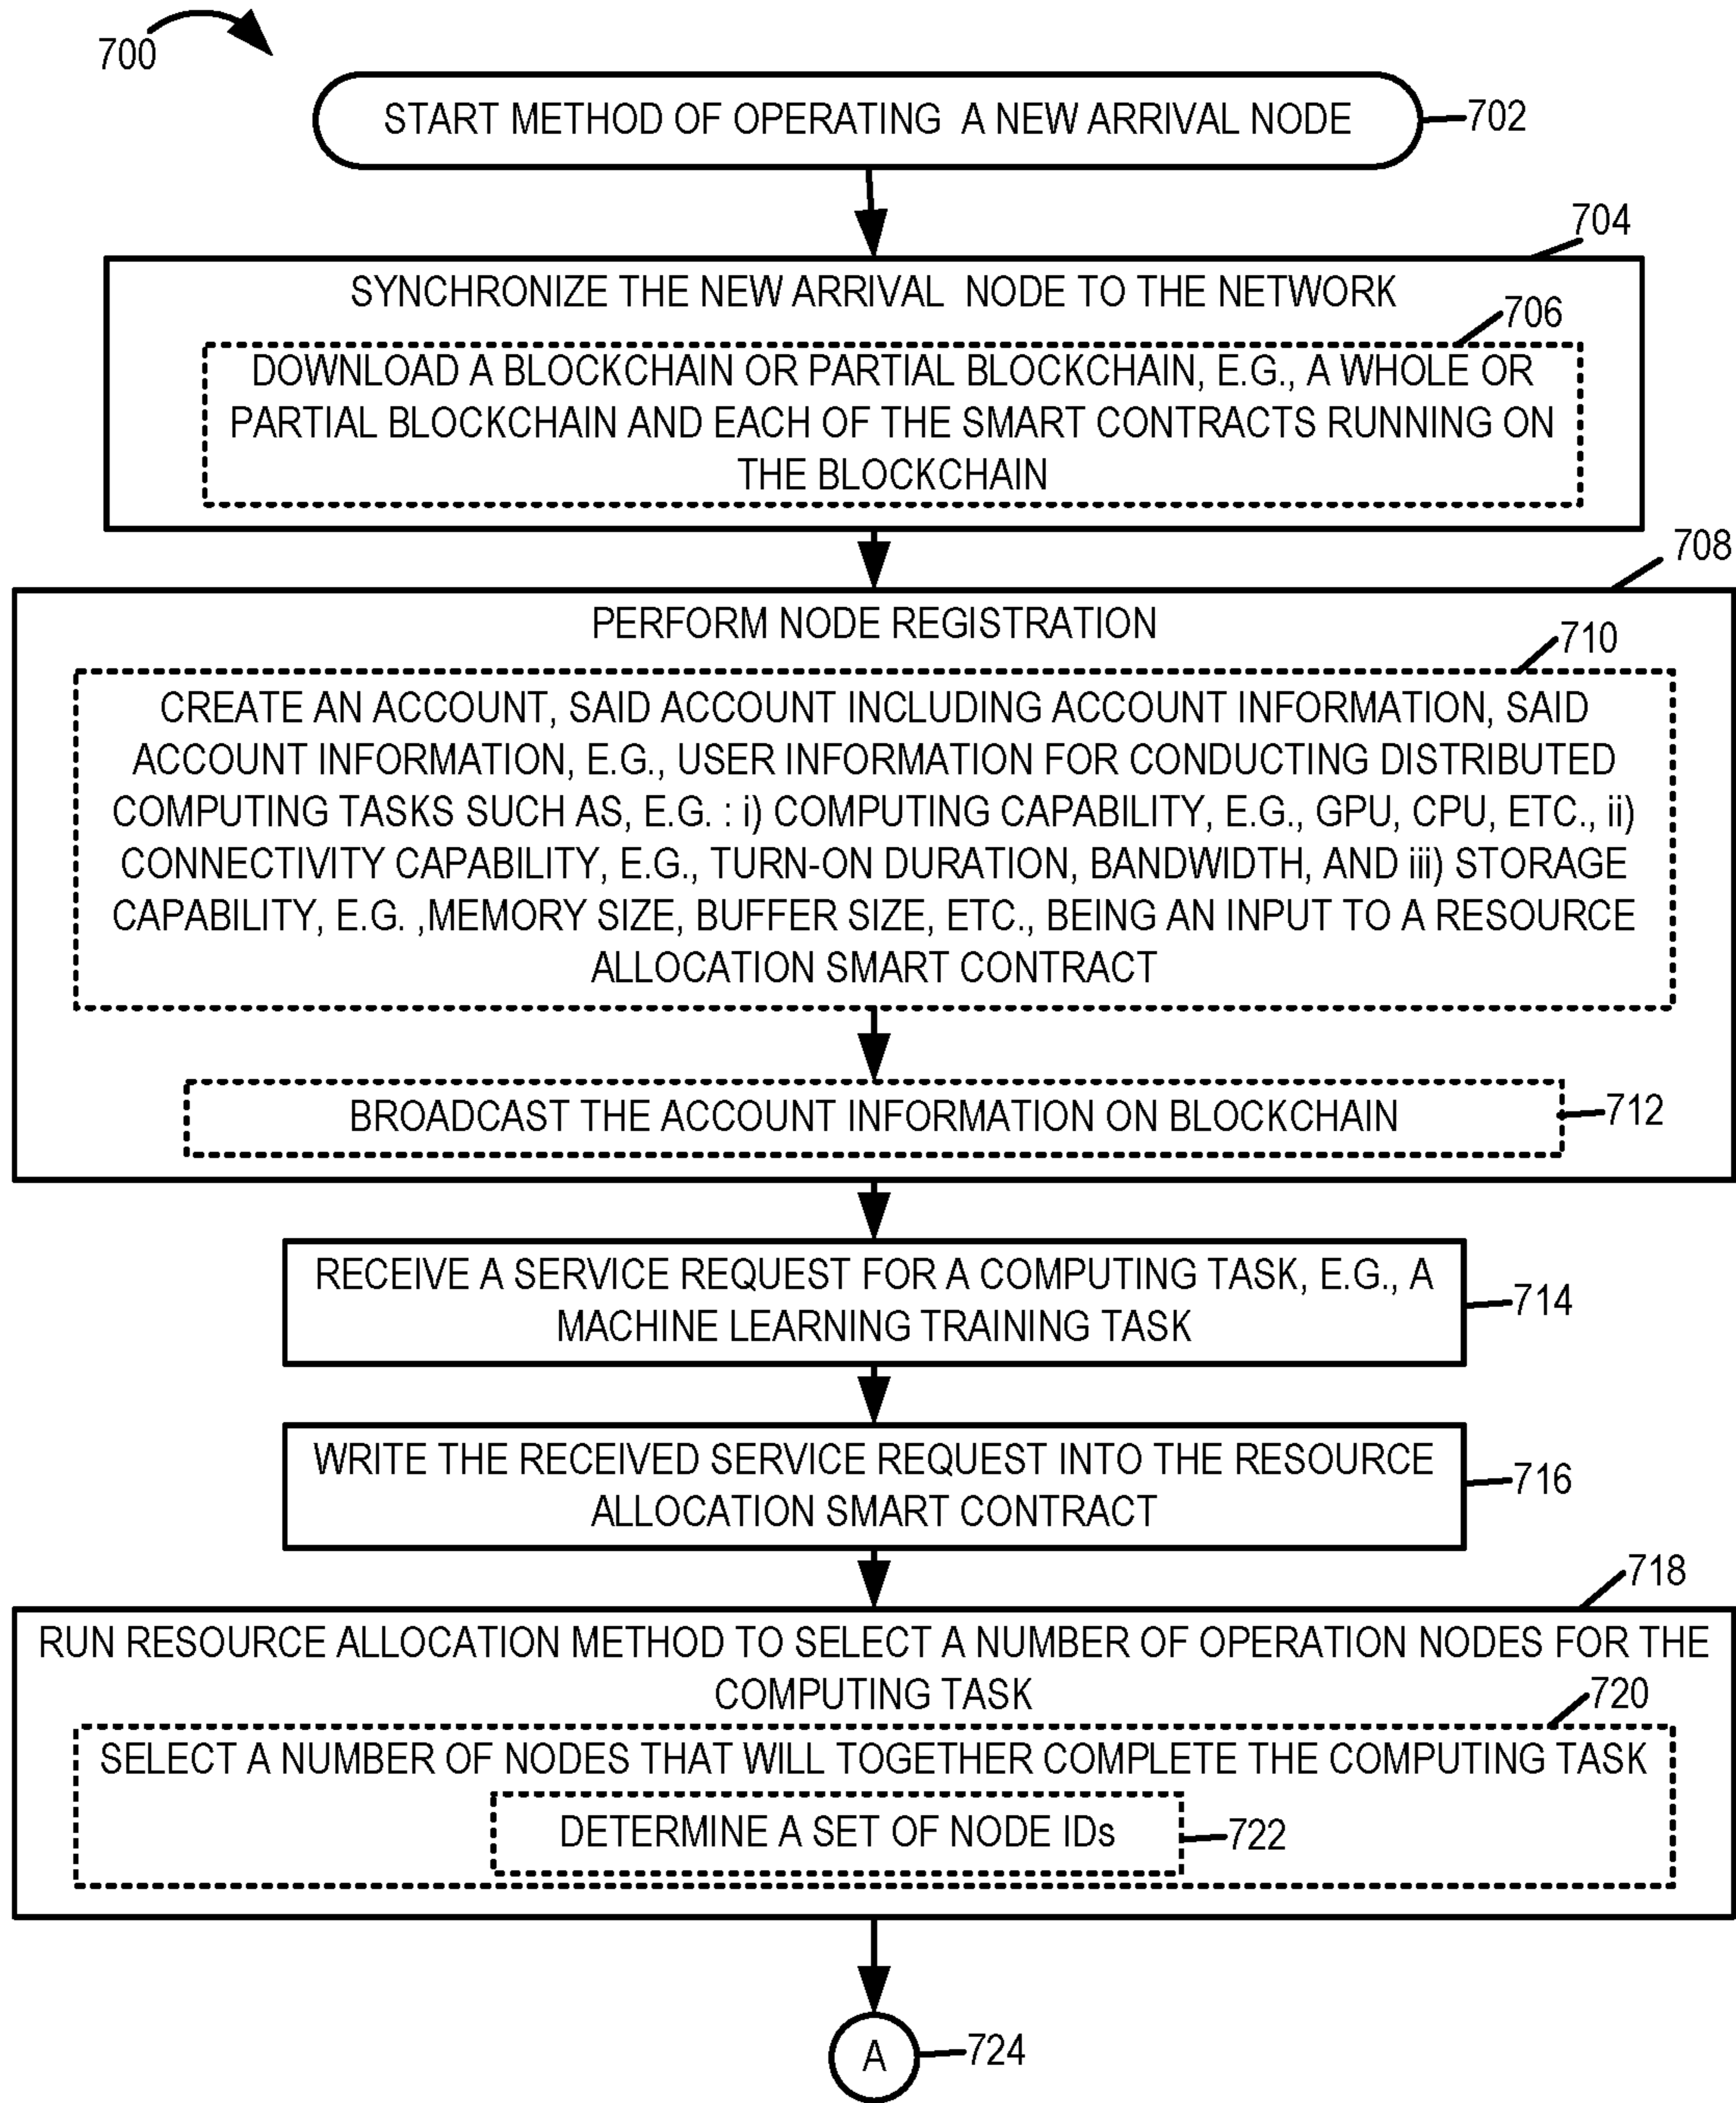 700
START METHOD OF OPERATING A NEW ARRIVAL NODE
702
704
SYNCHRONIZE THE NEW ARRIVAL NODE TO THE NETWORK
706
DOWNLOAD A BLOCKCHAIN OR PARTIAL BLOCKCHAIN, E.G., A WHOLE OR
PARTIAL BLOCKCHAIN AND EACH OF THE SMART CONTRACTS RUNNING ON
THE BLOCKCHAIN
708
PERFORM NODE REGISTRATION
710
CREATE AN ACCOUNT, SAID ACCOUNT INCLUDING ACCOUNT INFORMATION, SAID
ACCOUNT INFORMATION, E.G., USER INFORMATION FOR CONDUCTING DISTRIBUTED
COMPUTING TASKS SUCH AS, E.G. : i) COMPUTING CAPABILITY, E.G., GPU, CPU, ETC., ii)
CONNECTIVITY CAPABILITY, E.G., TURN-ON DURATION, BANDWIDTH, AND iii) STORAGE
CAPABILITY, E.G. ,MEMORY SIZE, BUFFER SIZE, ETC., BEING AN INPUT TO A RESOURCE
ALLOCATION SMART CONTRACT
BROADCAST THE ACCOUNT INFORMATION ON BLOCKCHAIN
712
RECEIVE A SERVICE REQUEST FOR A COMPUTING TASK, E.G., A
MACHINE LEARNING TRAINING TASK
714
WRITE THE RECEIVED SERVICE REQUEST INTO THE RESOURCE
ALLOCATION SMART CONTRACT
716
718
RUN RESOURCE ALLOCATION METHOD TO SELECT A NUMBER OF OPERATION NODES FOR THE
COMPUTING TASK
720
SELECT A NUMBER OF NODES THAT WILL TOGETHER COMPLETE THE COMPUTING TASK
DETERMINE A SET OF NODE IDs
722
A
724